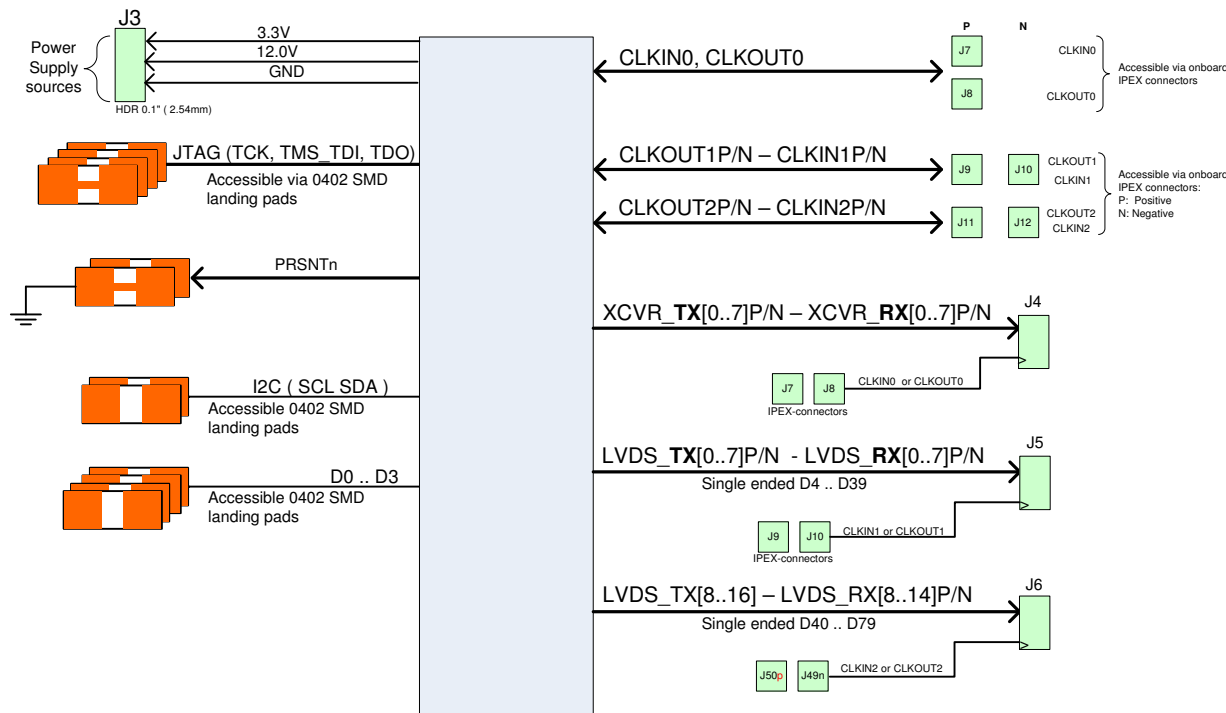 J3
Power
Supply
sources
3.3V
12.0V
GND
HDR 0.1" ( 2.54mm)
JTAG (TCK, TMS_TDI, TDO)
Accessible via 0402 SMD
landing pads
PRSNTn
I2C ( SCL SDA )
Accessible 0402 SMD
landing pads
D0 .. D3
Accessible 0402 SMD
landing pads
P N
CLKIN0, CLKOUT0
J7 CLKIN0
J8 CLKOUT0
Accessible via onboard
IPEX connectors
CLKOUT1P/N – CLKIN1P/N
J9 J10 CLKOUT1
CLKIN1
CLKOUT2P/N – CLKIN2P/N
J11 J12 CLKOUT2
CLKIN2
Accessible via onboard
IPEX connectors:
P: Positive
N: Negative
XCVR_TX[0..7]P/N – XCVR_RX[0..7]P/N
J4
J7 J8 CLKIN0 or CLKOUT0
IPEX-connectors
LVDS_TX[0..7]P/N - LVDS_RX[0..7]P/N
J5
Single ended D4 .. D39
J9 J10 CLKIN1 or CLKOUT1
IPEX-connectors
LVDS_TX[8..16] – LVDS_RX[8..14]P/N
J6
Single ended D40 .. D79
J50p J49n CLKIN2 or CLKOUT2